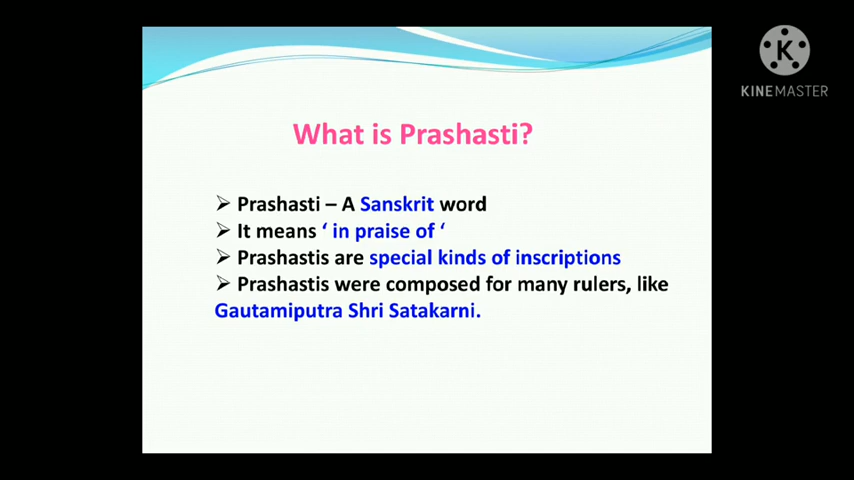 What is Prashasti?
➢ Prashasti – A Sanskrit word
➢ It means ‘ in praise of ‘
➢ Prashastis are special kinds of inscriptions
➢ Prashastis were composed for many rulers, like
Gautamiputra Shri Satakarni.
K
KINEMASTER